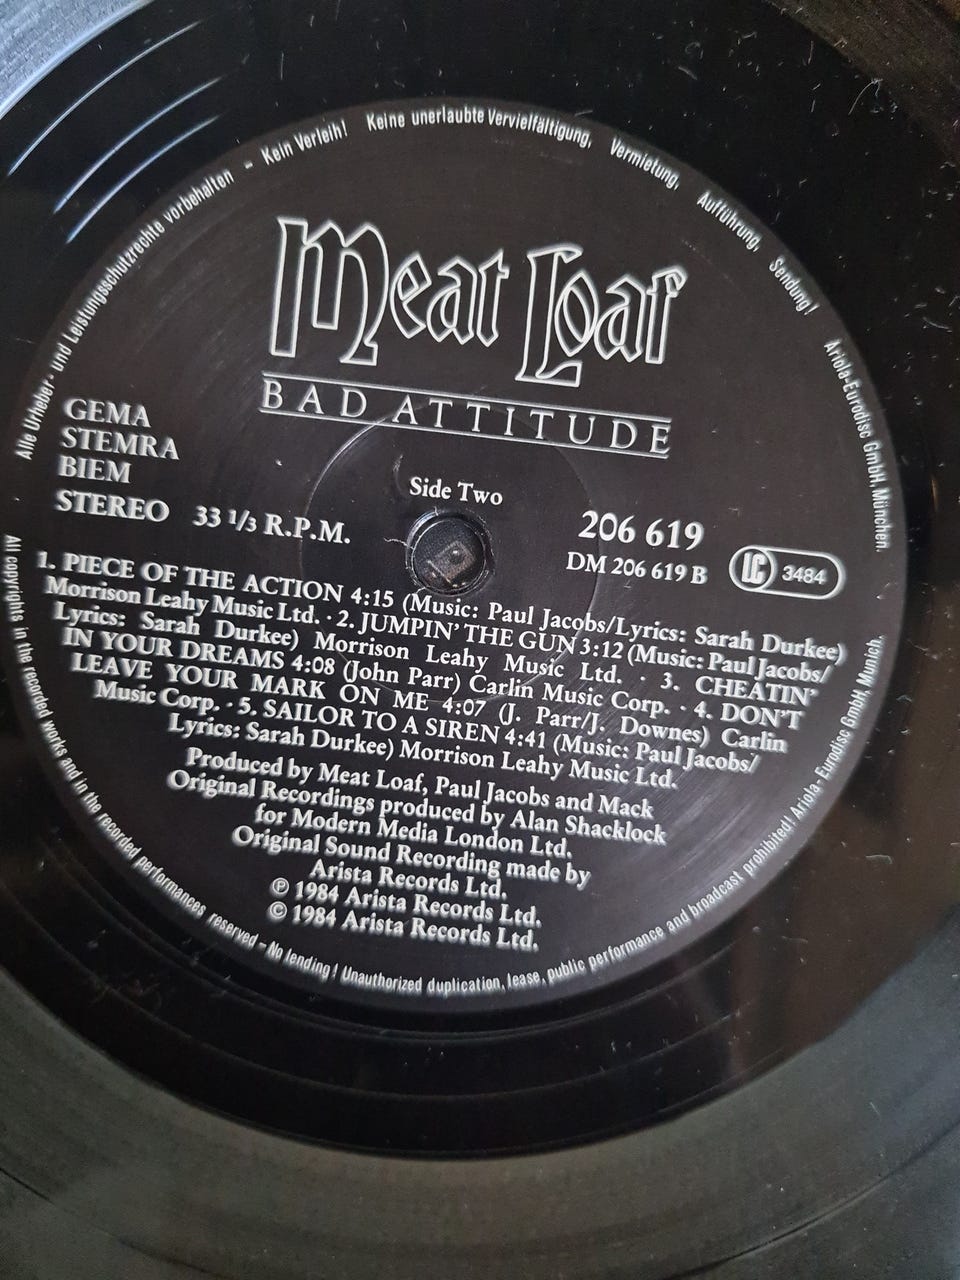 Alle Urheber- und Leistungsschutzrechte vorbehalten – Kein Verleih! Keine unerlaubte Vervielfältigung, Vermietung, Aufführung, Sendung! Ariola-Eurodisc GmbH, München.
Meat Loaf
BAD ATTITUDE
GEMA
STEMRA
BIEM
STEREO 33 1/3 R.P.M.
Side Two
206 619
DM 206 619 B
LC 3484
1. PIECE OF THE ACTION 4:15 (Music: Paul Jacobs/Lyrics: Sarah Durkee)
Morrison Leahy Music Ltd. · 2. JUMPIN' THE GUN 3:12 (Music: Paul Jacobs/
Lyrics: Sarah Durkee) Morrison Leahy Music Ltd. · 3. CHEATIN'
IN YOUR DREAMS 4:08 (John Parr) Carlin Music Corp. · 4. DON'T
LEAVE YOUR MARK ON ME 4:07 (J. Parr/J. Downes) Carlin
Music Corp. · 5. SAILOR TO A SIREN 4:41 (Music: Paul Jacobs/
Lyrics: Sarah Durkee) Morrison Leahy Music Ltd.
Produced by Meat Loaf, Paul Jacobs and Mack
Original Recordings produced by Alan Shacklock
for Modern Media London Ltd.
Original Sound Recording made by
Arista Records Ltd.
℗ 1984 Arista Records Ltd.
© 1984 Arista Records Ltd.
All copyrights in the recorded works and in the recorded performances reserved – No lending! Unauthorized duplication, lease, public performance and broadcast prohibited! Ariola-Eurodisc GmbH, Munich.